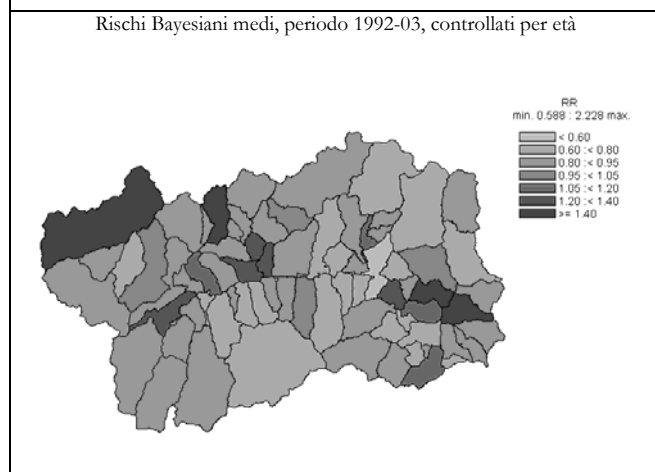 Rischi Bayesiani medi, periodo 1992-03, controllati per età
RR
min. 0.588 : 2.228 max.
< 0.60
0.60 :< 0.80
0.80 :< 0.95
0.95 :< 1.05
1.05 :< 1.20
1.20 :< 1.40
>= 1.40